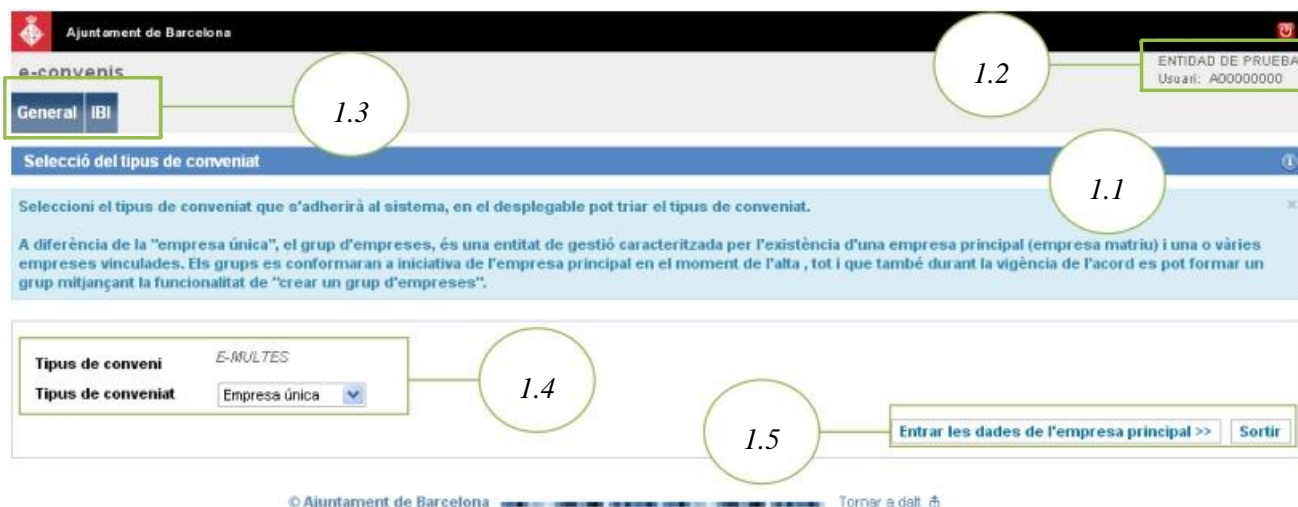 Ajuntament de Barcelona
e-convenis
1.2
ENTIDAD DE PRUEBA
Usuari: A00000000
General IBI
1.3
Selecció del tipus de conveniat
1.1
Seleccioni el tipus de conveniat que s'adherirà al sistema, en el desplegable pot triar el tipus de conveniat.
A diferència de la "empresa única", el grup d'empreses, és una entitat de gestió caracteritzada per l'existència d'una empresa principal (empresa matriu) i una o vàries
empreses vinculades. Els grups es conformaran a iniciativa de l'empresa principal en el moment de l'alta , tot i que també durant la vigència de l'acord es pot formar un
grup mitjançant la funcionalitat de "crear un grup d'empreses".
Tipus de conveni E-MULTES
Tipus de conveniat Empresa única
1.4
1.5
Entrar les dades de l'empresa principal >> Sortir
© Ajuntament de Barcelona Tornar a dalt